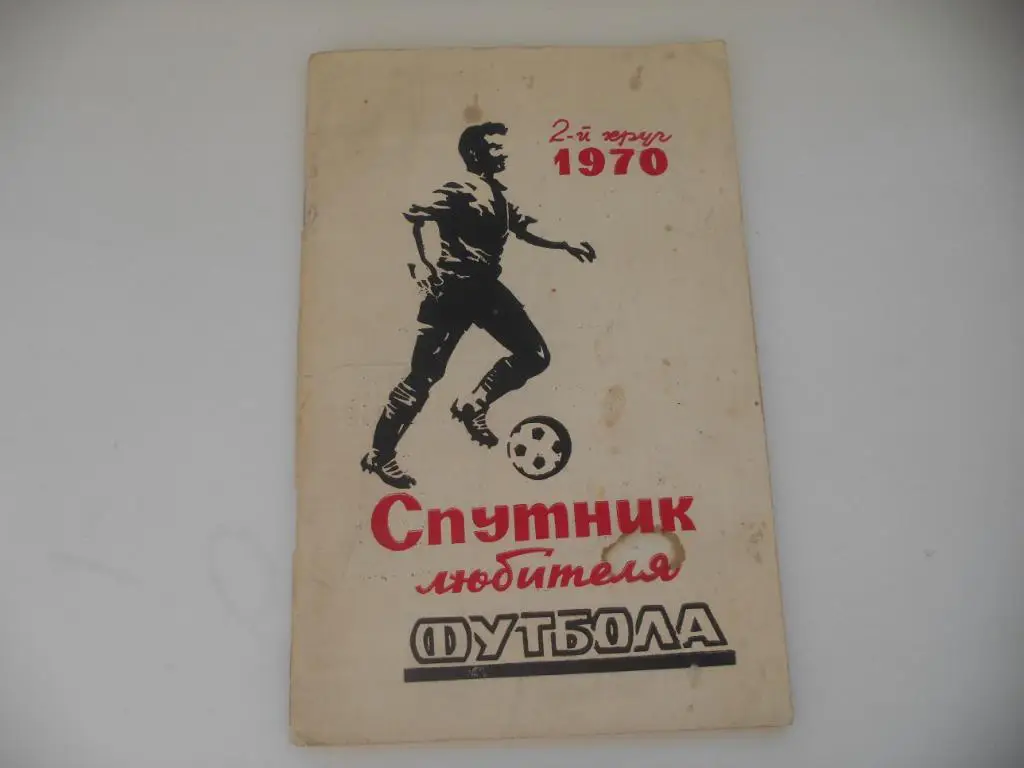 2-й круг
1970
Спутник
любителя
ФУТБОЛА